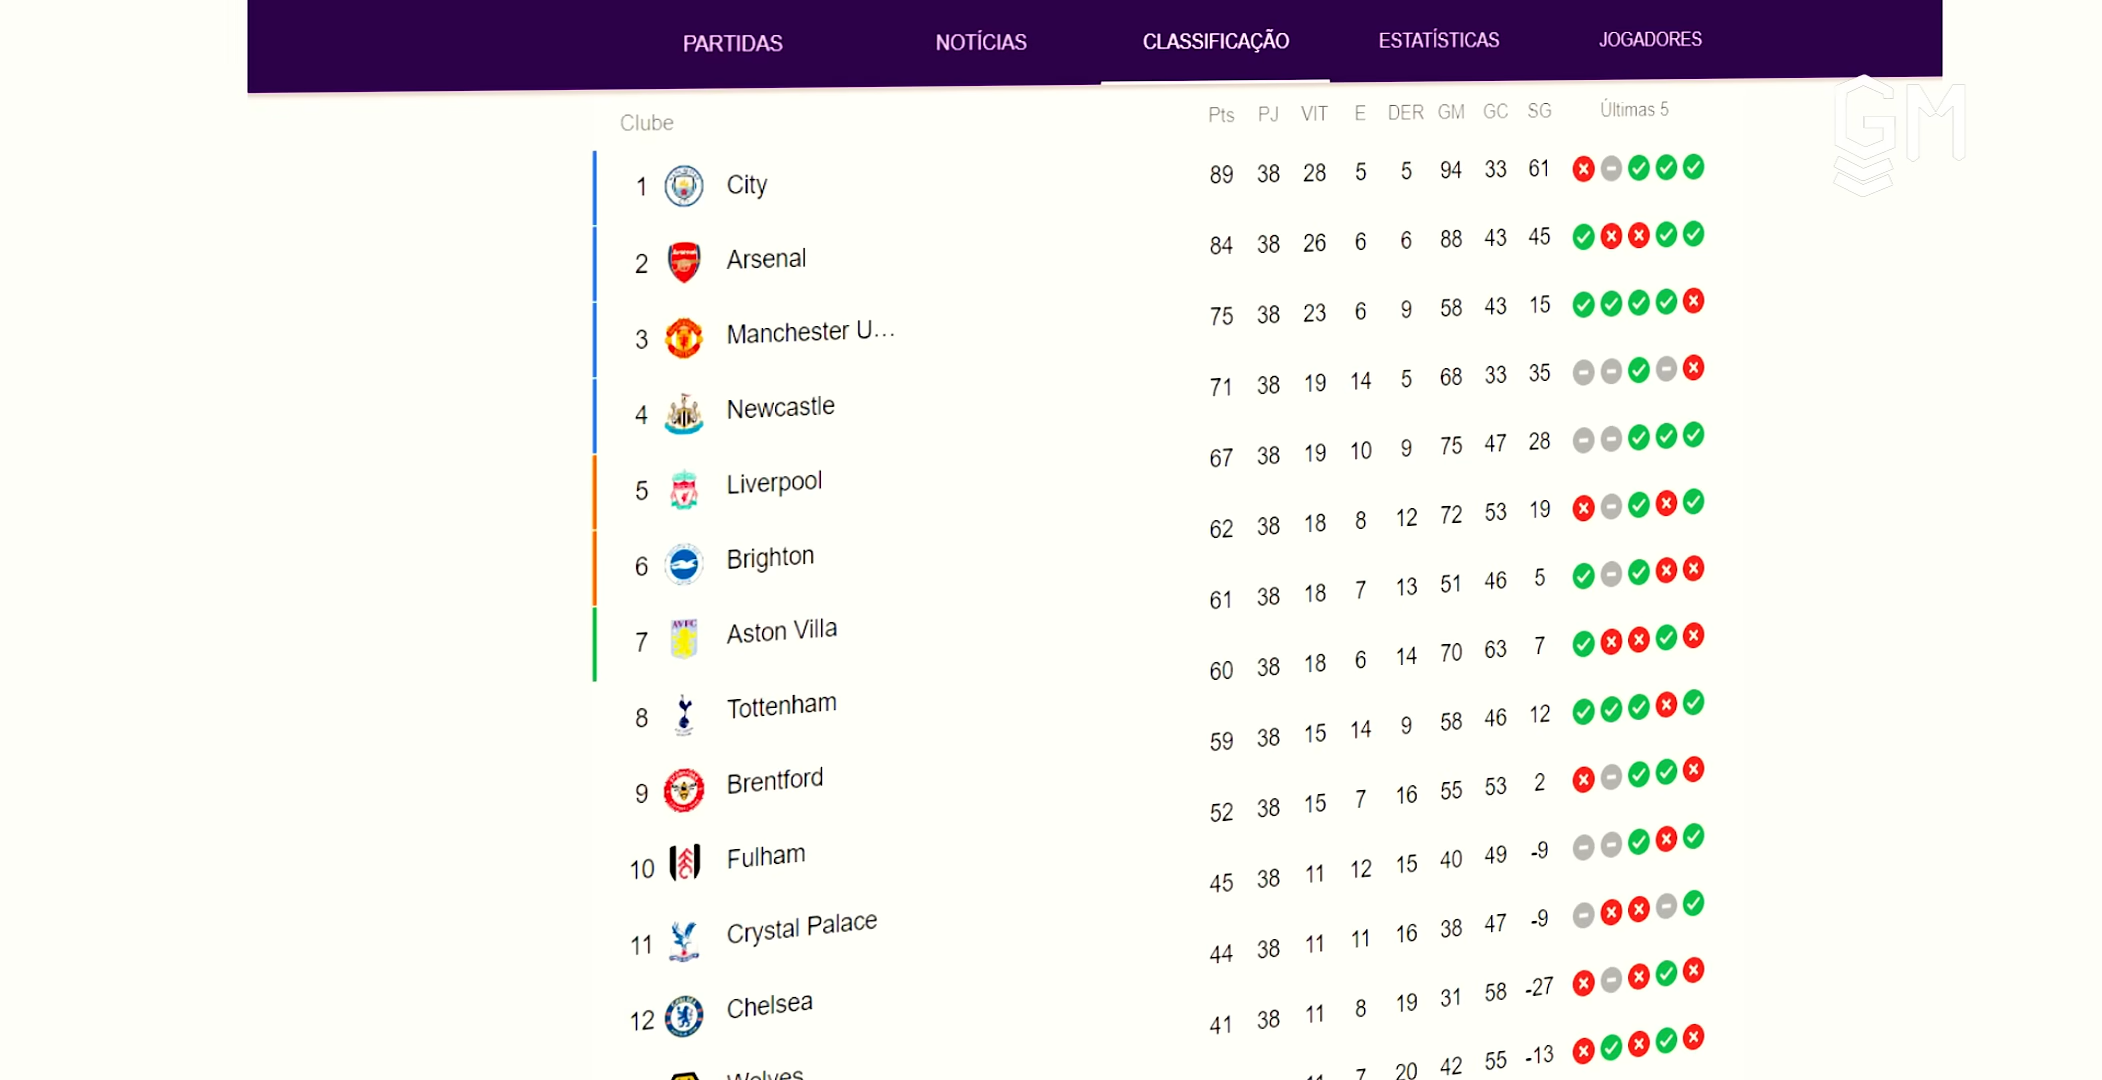 PARTIDAS NOTÍCIAS CLASSIFICAÇÃO ESTATÍSTICAS JOGADORES
GM
Clube Pts PJ VIT E DER GM GC SG Últimas 5
1 City 89 38 28 5 5 94 33 61
2 Arsenal 84 38 26 6 6 88 43 45
3 Manchester U... 75 38 23 6 9 58 43 15
4 Newcastle 71 38 19 14 5 68 33 35
5 Liverpool 67 38 19 10 9 75 47 28
6 Brighton 62 38 18 8 12 72 53 19
7 Aston Villa 61 38 18 7 13 51 46 5
8 Tottenham 60 38 18 6 14 70 63 7
9 Brentford 59 38 15 14 9 58 46 12
10 Fulham 52 38 15 7 16 55 53 2
11 Crystal Palace 45 38 11 12 15 40 49 -9
12 Chelsea 44 38 11 11 16 38 47 -9
Wolves 41 38 11 8 19 31 58 -27
11 7 20 42 55 -13